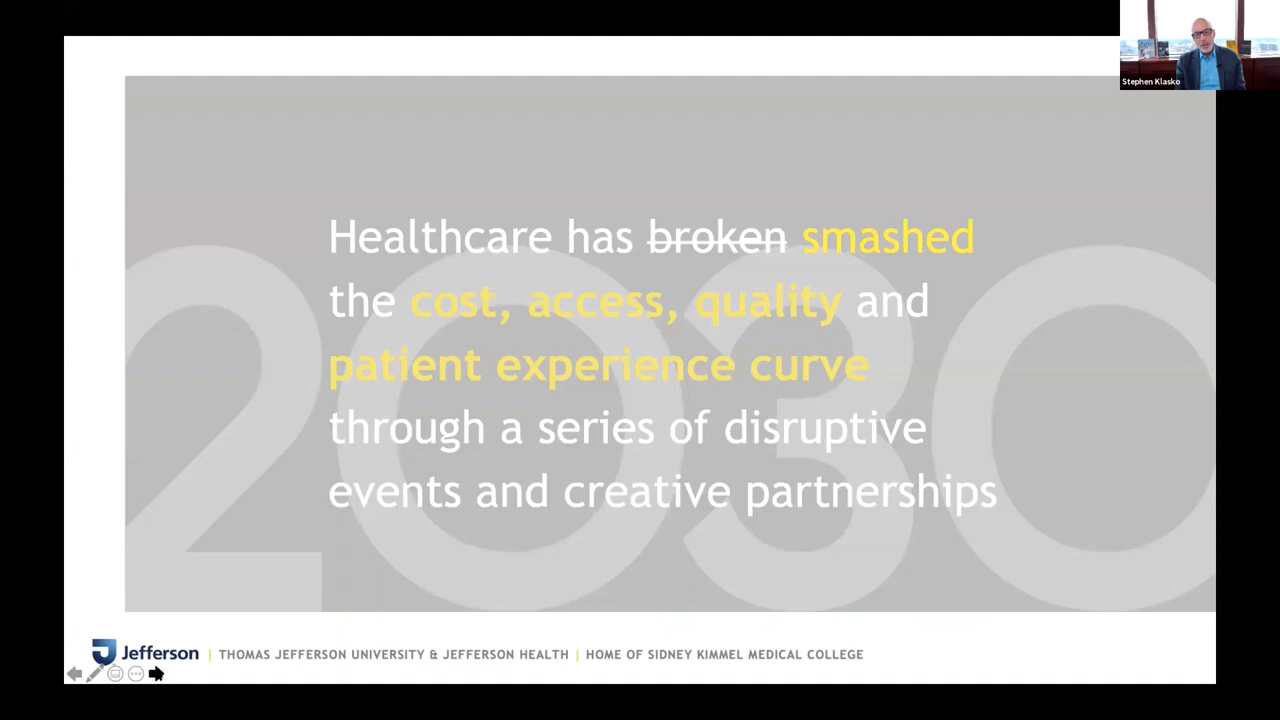 Stephen Klasko
2030
Healthcare has broken smashed
the cost, access, quality and
patient experience curve
through a series of disruptive
events and creative partnerships
Jefferson | THOMAS JEFFERSON UNIVERSITY & JEFFERSON HEALTH | HOME OF SIDNEY KIMMEL MEDICAL COLLEGE